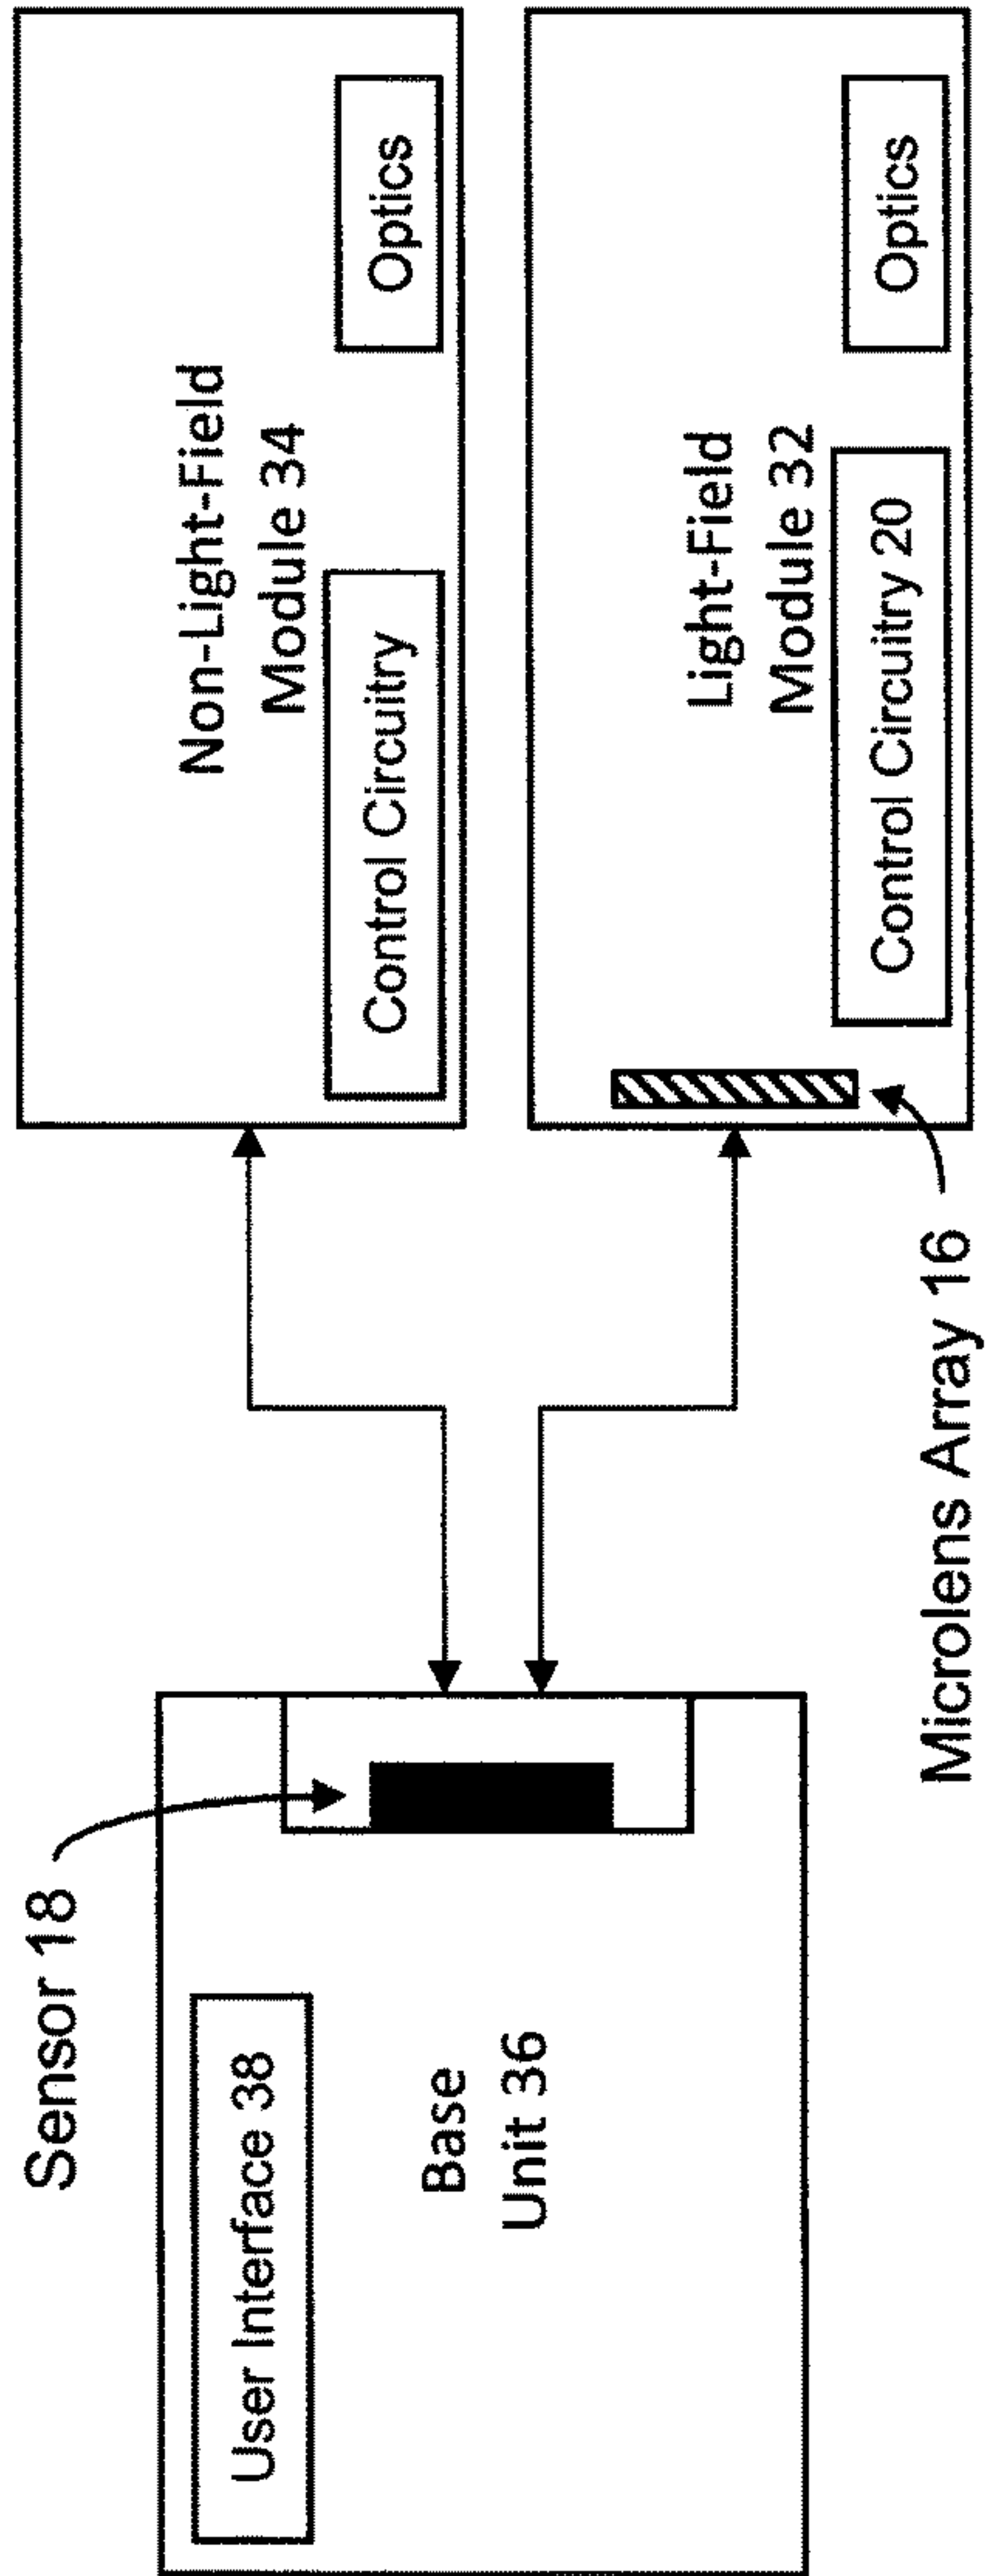 Sensor 18
User Interface 38
Base
Unit 36
Non-Light-Field
Module 34
Control Circuitry
Optics
Light-Field
Module 32
Control Circuitry 20
Optics
Microlens Array 16